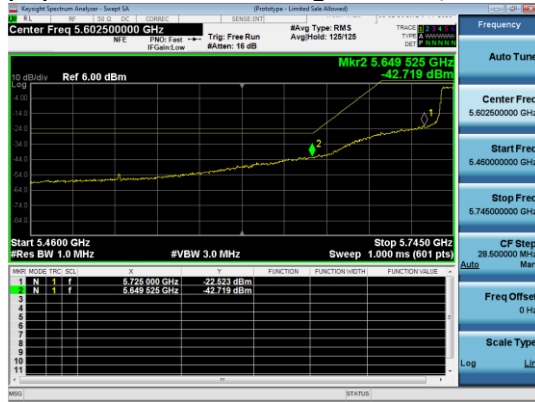 Keysight Spectrum Analyzer - Swept SA (Prototype - Limited Sale Allowed)
RL RF 50 Ω DC CORREC SENSE:INT
Center Freq 5.602500000 GHz
NFE PNO: Fast Trig: Free Run
IFGain:Low #Atten: 16 dB
#Avg Type: RMS
Avg|Hold: 125/125
TRACE 1 2 3 4 5
TYPE A WWWWW
DET P NNNNN
Frequency
Mkr2 5.649 525 GHz
-42.719 dBm
10 dB/div Ref 6.00 dBm
Log
-4.00
-14.0
-24.0
-34.0
-44.0
-54.0
-64.0
-74.0
-84.0
1
2
Start 5.4600 GHz Stop 5.7450 GHz
#Res BW 1.0 MHz #VBW 3.0 MHz Sweep 1.000 ms (601 pts)
MKR MODE TRC SCL X Y FUNCTION FUNCTION WIDTH FUNCTION VALUE
1 N 1 f 5.725 000 GHz -22.523 dBm
2 N 1 f 5.649 525 GHz -42.719 dBm
3
4
5
6
7
8
9
10
11
MSG STATUS
Auto Tune
Center Freq
5.602500000 GHz
Start Freq
5.460000000 GHz
Stop Freq
5.745000000 GHz
CF Step
28.500000 MHz
Auto Man
Freq Offset
0 Hz
Scale Type
Log Lin